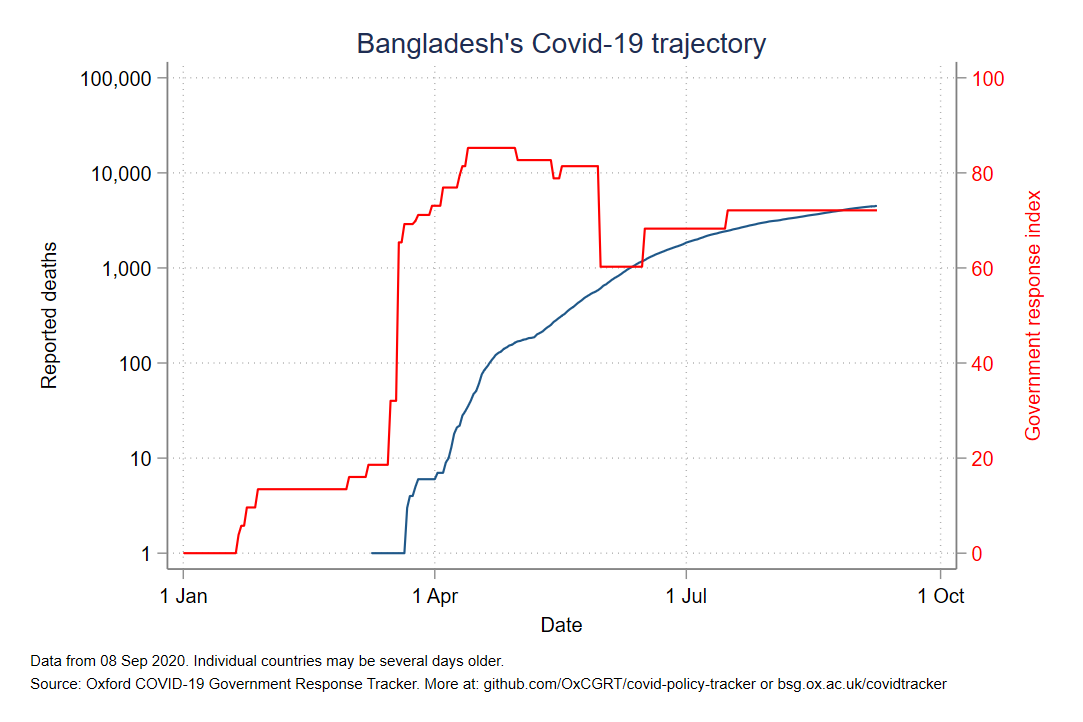 Bangladesh's Covid-19 trajectory
100,000
10,000
1,000
100
10
1
Reported deaths
100
80
60
40
20
0
Government response index
1 Jan
1 Apr
1 Jul
1 Oct
Date
Data from 08 Sep 2020. Individual countries may be several days older.
Source: Oxford COVID-19 Government Response Tracker. More at: github.com/OxCGRT/covid-policy-tracker or bsg.ox.ac.uk/covidtracker